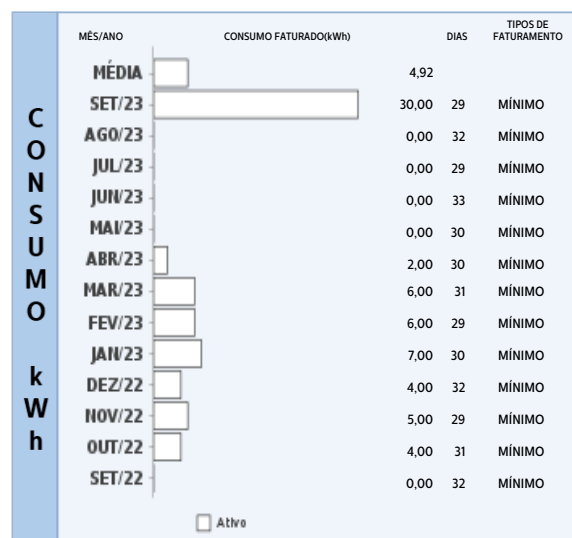 MÊS/ANO CONSUMO FATURADO(kWh) DIAS TIPOS DE FATURAMENTO
CONSUMO kWh
MÉDIA 4,92
SET/23 30,00 29 MÍNIMO
AGO/23 0,00 32 MÍNIMO
JUL/23 0,00 29 MÍNIMO
JUN/23 0,00 33 MÍNIMO
MAI/23 0,00 30 MÍNIMO
ABR/23 2,00 30 MÍNIMO
MAR/23 6,00 31 MÍNIMO
FEV/23 6,00 29 MÍNIMO
JAN/23 7,00 30 MÍNIMO
DEZ/22 4,00 32 MÍNIMO
NOV/22 5,00 29 MÍNIMO
OUT/22 4,00 31 MÍNIMO
SET/22 0,00 32 MÍNIMO
Ativo